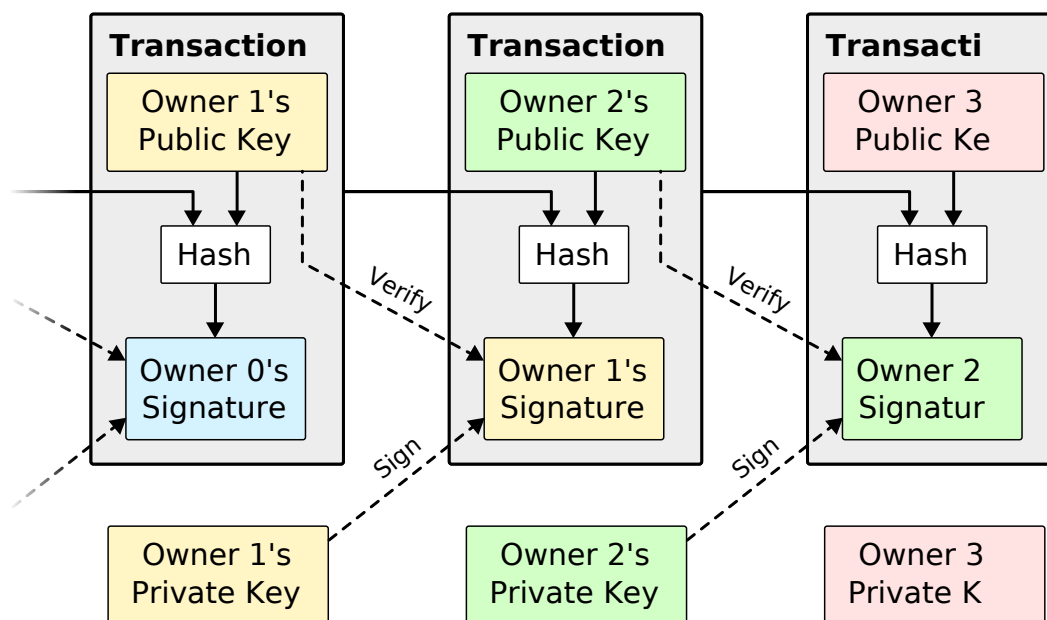 Transaction
Transaction
Transacti
Owner 1's
Public Key
Owner 2's
Public Key
Owner 3
Public Ke
Hash
Hash
Hash
Verify
Verify
Owner 0's
Signature
Owner 1's
Signature
Owner 2
Signatur
Sign
Sign
Owner 1's
Private Key
Owner 2's
Private Key
Owner 3
Private K